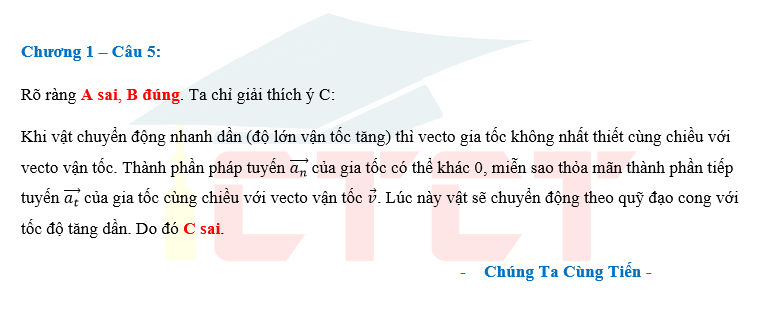 Chương 1 – Câu 5:
Rõ ràng A sai, B đúng. Ta chỉ giải thích ý C:
Khi vật chuyển động nhanh dần (độ lớn vận tốc tăng) thì vecto gia tốc không nhất thiết cùng chiều với
vecto vận tốc. Thành phần pháp tuyến $\overrightarrow{a_n}$ của gia tốc có thể khác 0, miễn sao thỏa mãn thành phần tiếp
tuyến $\overrightarrow{a_t}$ của gia tốc cùng chiều với vecto vận tốc $\vec{v}$. Lúc này vật sẽ chuyển động theo quỹ đạo cong với
tốc độ tăng dần. Do đó C sai.
- Chúng Ta Cùng Tiến -
CTCT